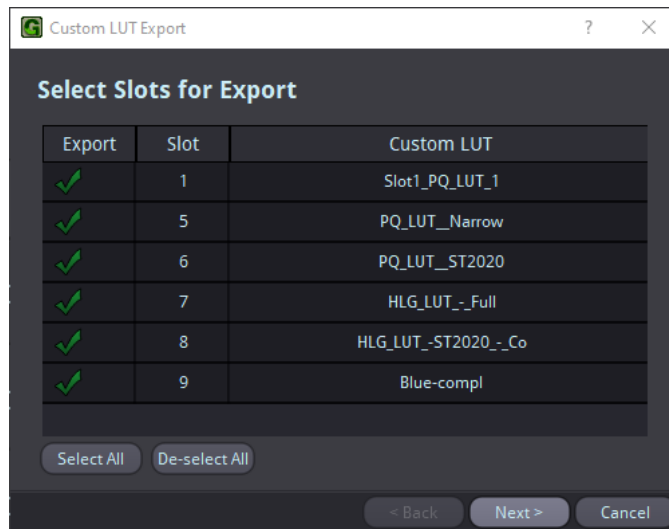 Custom LUT Export
?
Select Slots for Export
Export Slot Custom LUT
1 Slot1_PQ_LUT_1
5 PQ_LUT__Narrow
6 PQ_LUT__ST2020
7 HLG_LUT_-_Full
8 HLG_LUT_-ST2020_-_Co
9 Blue-compl
Select All De-select All
< Back Next > Cancel